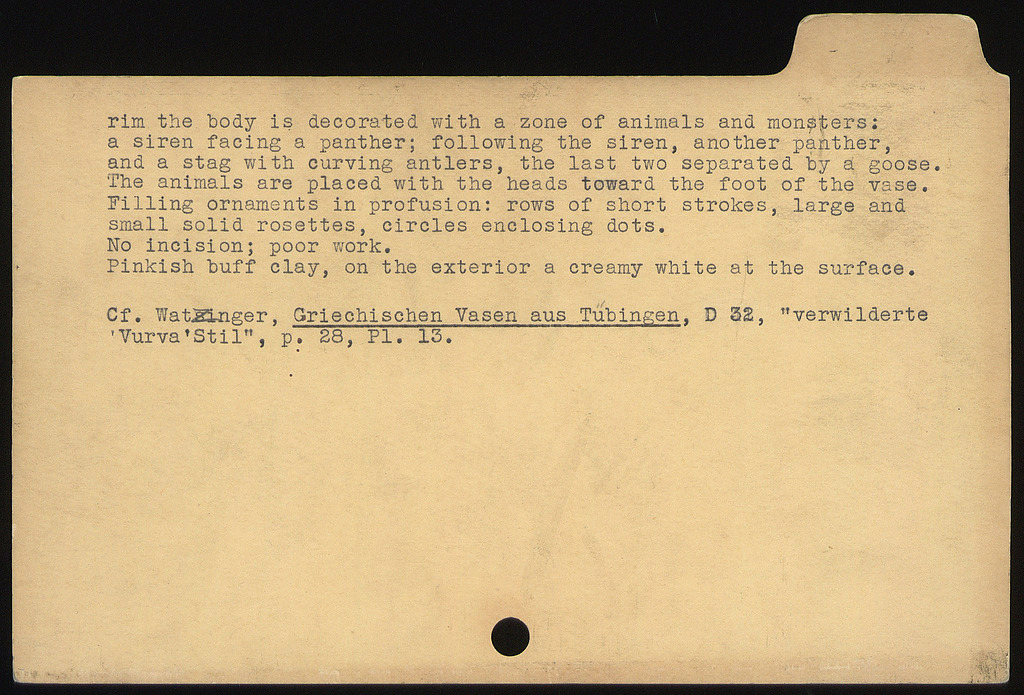 rim the body is decorated with a zone of animals and monsters:
a siren facing a panther; following the siren, another panther,
and a stag with curving antlers, the last two separated by a goose.
The animals are placed with the heads toward the foot of the vase.
Filling ornaments in profusion: rows of short strokes, large and
small solid rosettes, circles enclosing dots.
No incision; poor work.
Pinkish buff clay, on the exterior a creamy white at the surface.
Cf. Watzinger, Griechischen Vasen aus Tübingen, D 32, "verwilderte
'Vurva'Stil", p. 28, Pl. 13.